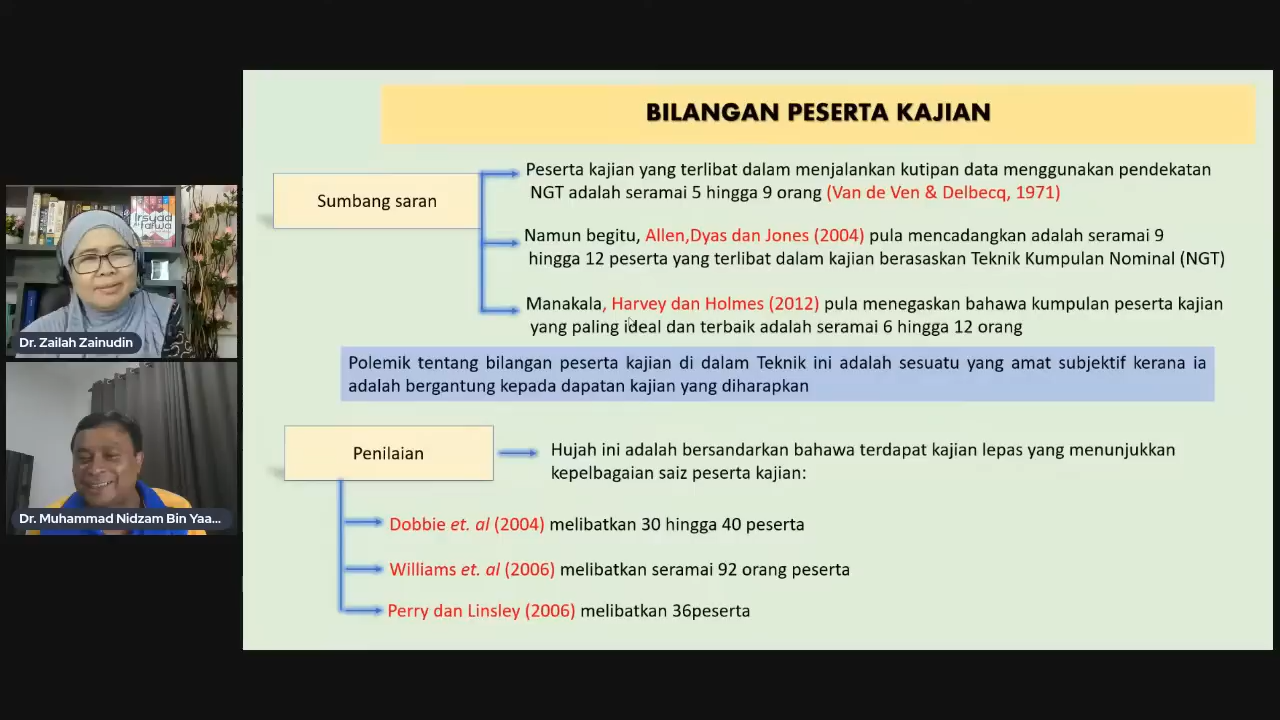 BILANGAN PESERTA KAJIAN
Sumbang saran
Peserta kajian yang terlibat dalam menjalankan kutipan data menggunakan pendekatan
NGT adalah seramai 5 hingga 9 orang (Van de Ven & Delbecq, 1971)
Namun begitu, Allen,Dyas dan Jones (2004) pula mencadangkan adalah seramai 9
hingga 12 peserta yang terlibat dalam kajian berasaskan Teknik Kumpulan Nominal (NGT)
Manakala, Harvey dan Holmes (2012) pula menegaskan bahawa kumpulan peserta kajian
yang paling ideal dan terbaik adalah seramai 6 hingga 12 orang
Polemik tentang bilangan peserta kajian di dalam Teknik ini adalah sesuatu yang amat subjektif kerana ia
adalah bergantung kepada dapatan kajian yang diharapkan
Penilaian
Hujah ini adalah bersandarkan bahawa terdapat kajian lepas yang menunjukkan
kepelbagaian saiz peserta kajian:
Dobbie et. al (2004) melibatkan 30 hingga 40 peserta
Williams et. al (2006) melibatkan seramai 92 orang peserta
Perry dan Linsley (2006) melibatkan 36peserta
Irsyad
fatwa
Dr. Zailah Zainudin
Dr. Muhammad Nidzam Bin Yaa...